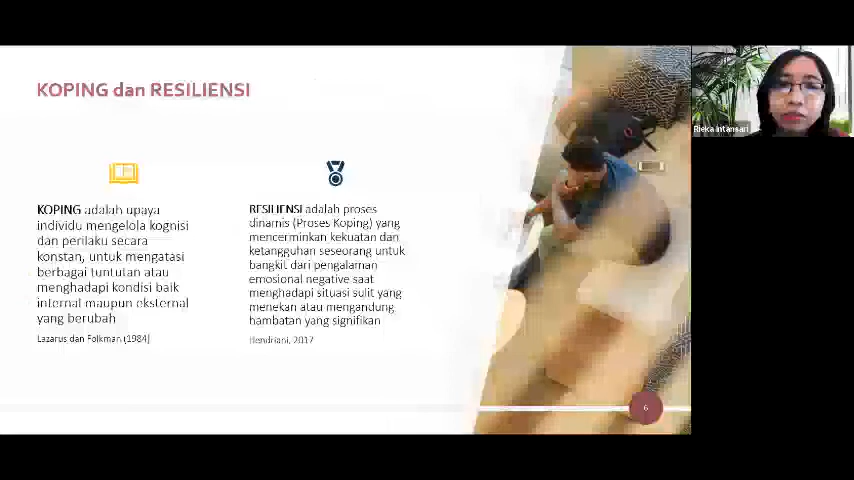 KOPING dan RESILIENSI
KOPING adalah upaya
individu mengelola kognisi
dan perilaku secara
konstan, untuk mengatasi
berbagai tuntutan atau
menghadapi kondisi baik
internal maupun eksternal
yang berubah
Lazarus dan Folkman (1984)
RESILIENSI adalah proses
dinamis (Proses Koping) yang
mencerminkan kekuatan dan
ketangguhan seseorang untuk
bangkit dari pengalaman
emosional negative saat
menghadapi situasi sulit yang
menekan atau mengandung
hambatan yang signifikan
Hendriani, 2017
6
Rieka Intansari